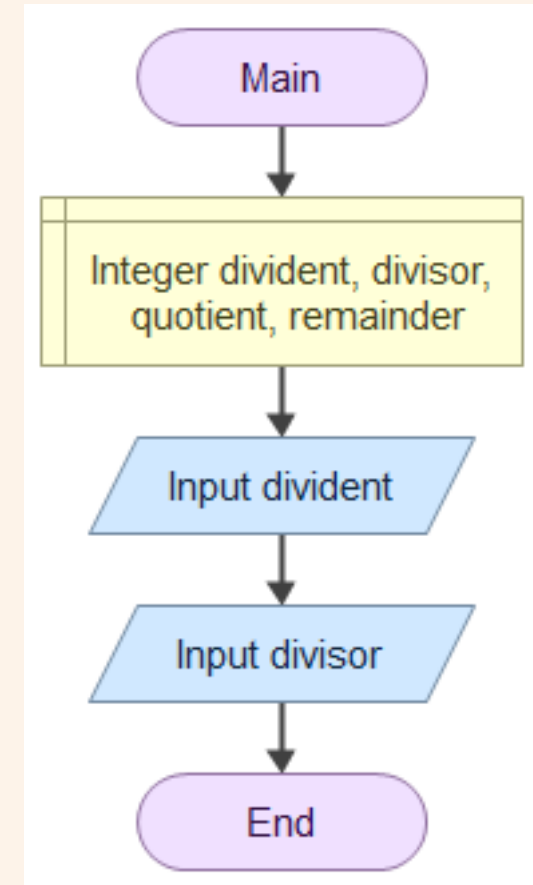 Main
Integer divident, divisor,
quotient, remainder
Input divident
Input divisor
End